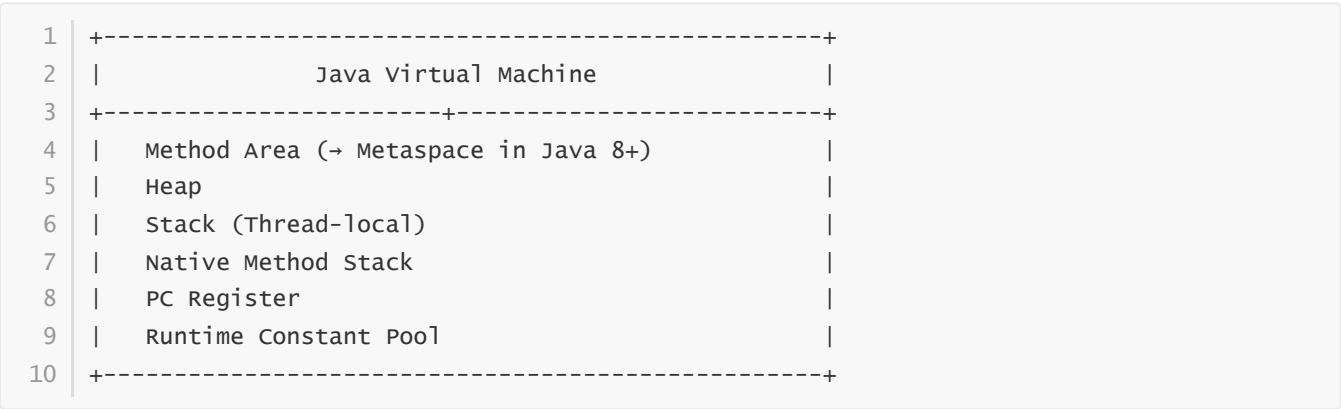 1 +---------------------------------------------------+
2 |               Java Virtual Machine                |
3 +------------------------+--------------------------+
4 |   Method Area (→ Metaspace in Java 8+)            |
5 |   Heap                                            |
6 |   Stack (Thread-local)                            |
7 |   Native Method Stack                             |
8 |   PC Register                                     |
9 |   Runtime Constant Pool                           |
10 +---------------------------------------------------+